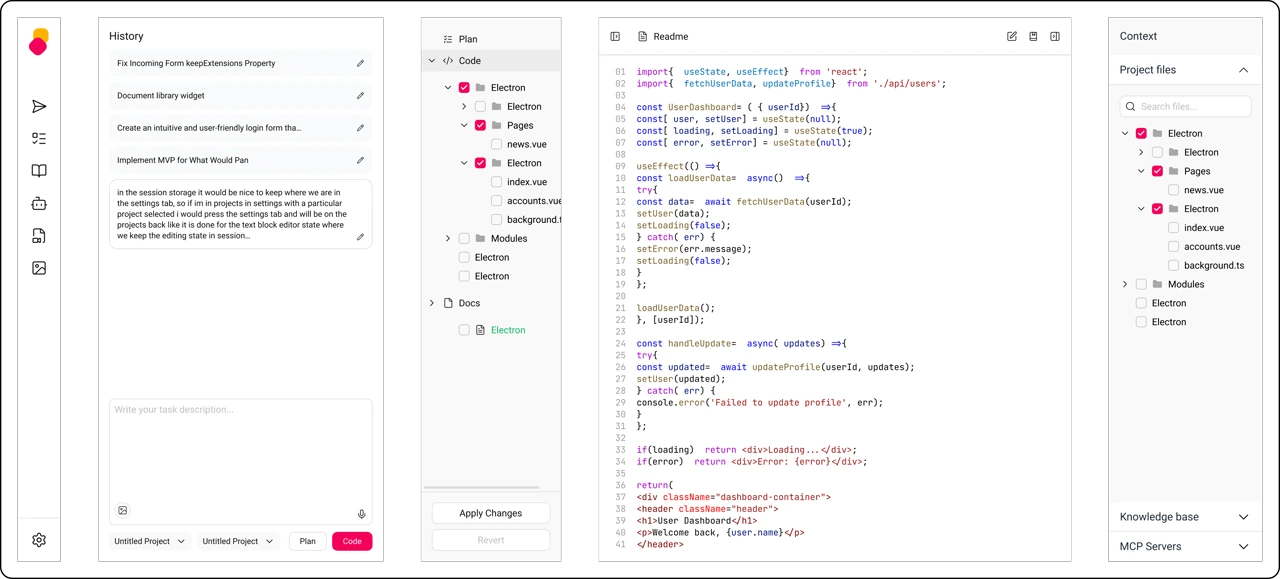 History
Fix Incoming Form keepExtensions Property
Document library widget
Create an intuitive and user-friendly login form tha...
Implement MVP for What Would Pan
in the session storage it would be nice to keep where we are in
the settings tab, so if im in projects in settings with a particular
project selected i would press the settings tab and will be on the
projects back like it is done for the text block editor state where
we keep the editing state in session...
Write your task description...
Untitled Project
Untitled Project
Plan
Code
Plan
Code
Electron
Electron
Pages
news.vue
Electron
index.vue
accounts.vue
background.t
Modules
Electron
Electron
Docs
Electron
Apply Changes
Revert
Readme
01 import{ useState, useEffect} from 'react';
02 import{ fetchUserData, updateProfile} from './api/users';
03
04 const UserDashboard= ( { userId}) =>{
05 const[ user, setUser] = useState(null);
06 const[ loading, setLoading] = useState(true);
07 const[ error, setError] = useState(null);
08
09 useEffect(() =>{
10 const loadUserData= async() =>{
11 try{
12 const data= await fetchUserData(userId);
13 setUser(data);
14 setLoading(false);
15 } catch( err) {
16 setError(err.message);
17 setLoading(false);
18 }
19 };
20
21 loadUserData();
22 }, [userId]);
23
24 const handleUpdate= async( updates) =>{
25 try{
26 const updated= await updateProfile(userId, updates);
27 setUser(updated);
28 } catch( err) {
29 console.error('Failed to update profile', err);
30 }
31 };
32
33 if(loading) return <div>Loading...</div>;
34 if(error) return <div>Error: {error}</div>;
35
36 return(
37 <div className="dashboard-container">
38 <header className="header">
39 <h1>User Dashboard</h1>
40 <p>Welcome back, {user.name}</p>
41 </header>
Context
Project files
Search files...
Electron
Electron
Pages
news.vue
Electron
index.vue
accounts.vue
background.ts
Modules
Electron
Electron
Knowledge base
MCP Servers